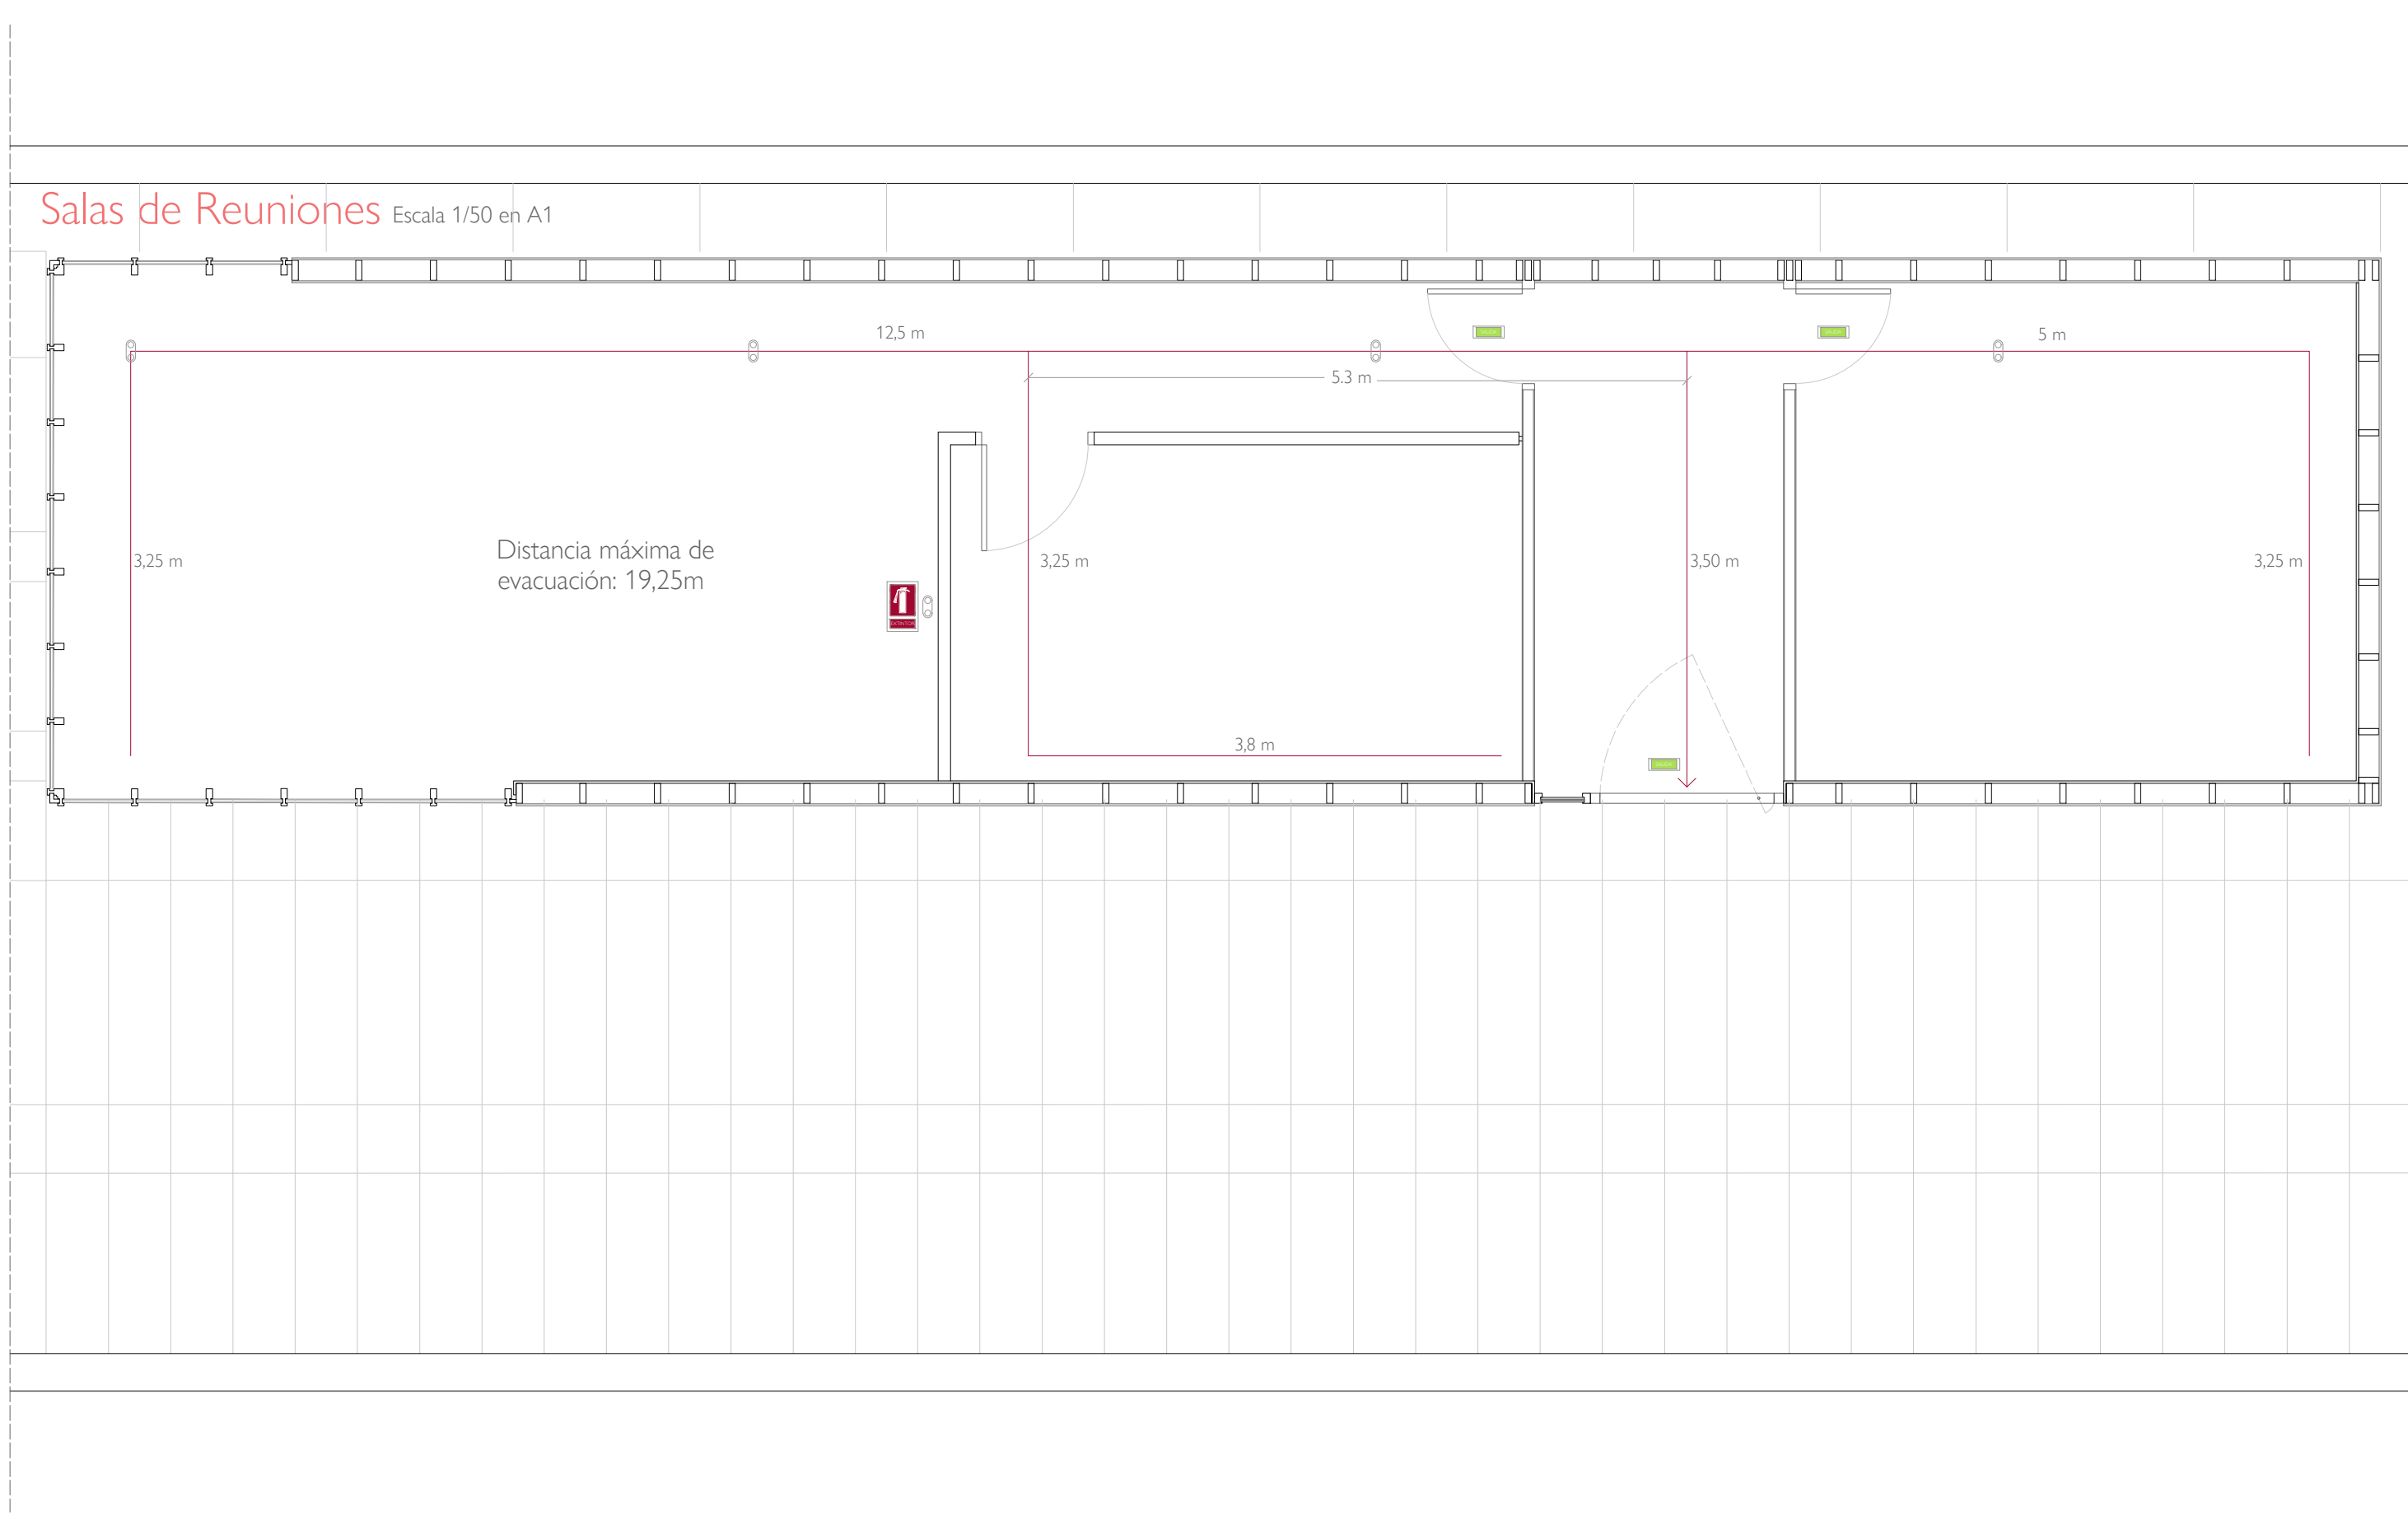 Salas de Reuniones Escala 1/50 en A1
12,5 m
5 m
5.3 m
3,25 m
Distancia máxima de
evacuación: 19,25m
3,25 m
3,50 m
3,25 m
EXTINTOR
3,8 m